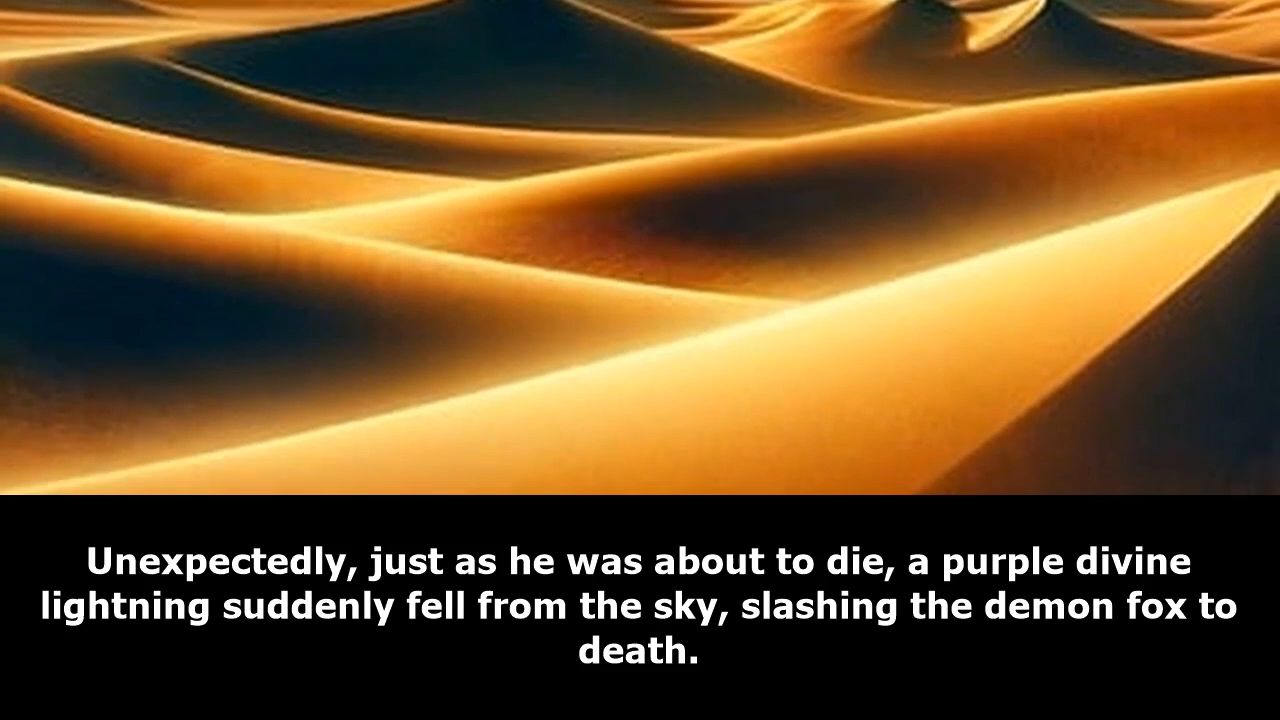 Unexpectedly, just as he was about to die, a purple divine
lightning suddenly fell from the sky, slashing the demon fox to
death.